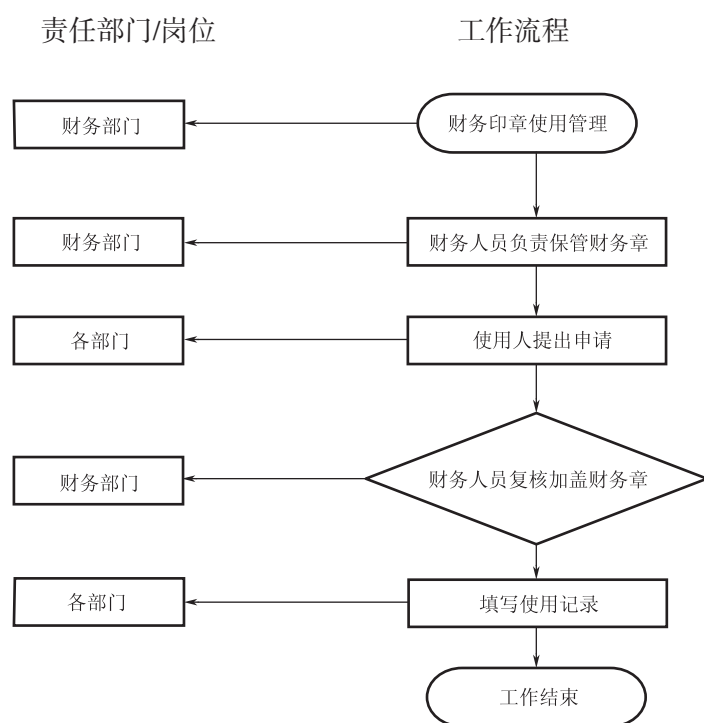 责任部门/岗位
工作流程
财务部门
财务印章使用管理
财务部门
财务人员负责保管财务章
各部门
使用人提出申请
财务部门
财务人员复核加盖财务章
各部门
填写使用记录
工作结束